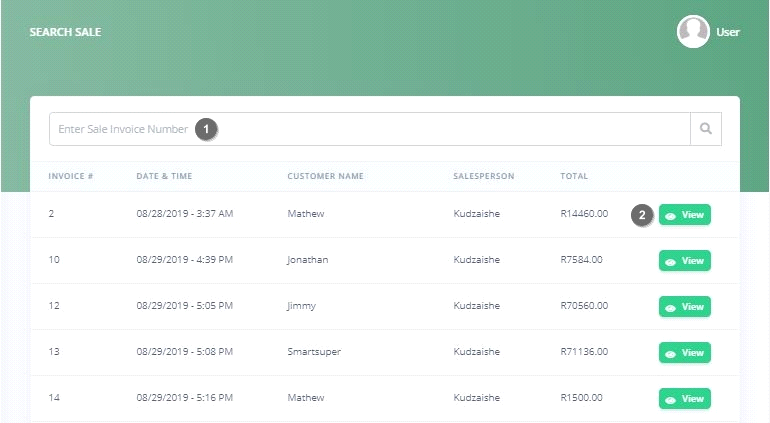 SEARCH SALE User
Enter Sale Invoice Number 1
INVOICE # DATE & TIME CUSTOMER NAME SALESPERSON TOTAL
2 08/28/2019 - 3:37 AM Mathew Kudzaishe R14460.00 2 View
10 08/29/2019 - 4:39 PM Jonathan Kudzaishe R7584.00 View
12 08/29/2019 - 5:05 PM Jimmy Kudzaishe R70560.00 View
13 08/29/2019 - 5:08 PM Smartsuper Kudzaishe R71136.00 View
14 08/29/2019 - 5:16 PM Mathew Kudzaishe R1500.00 View